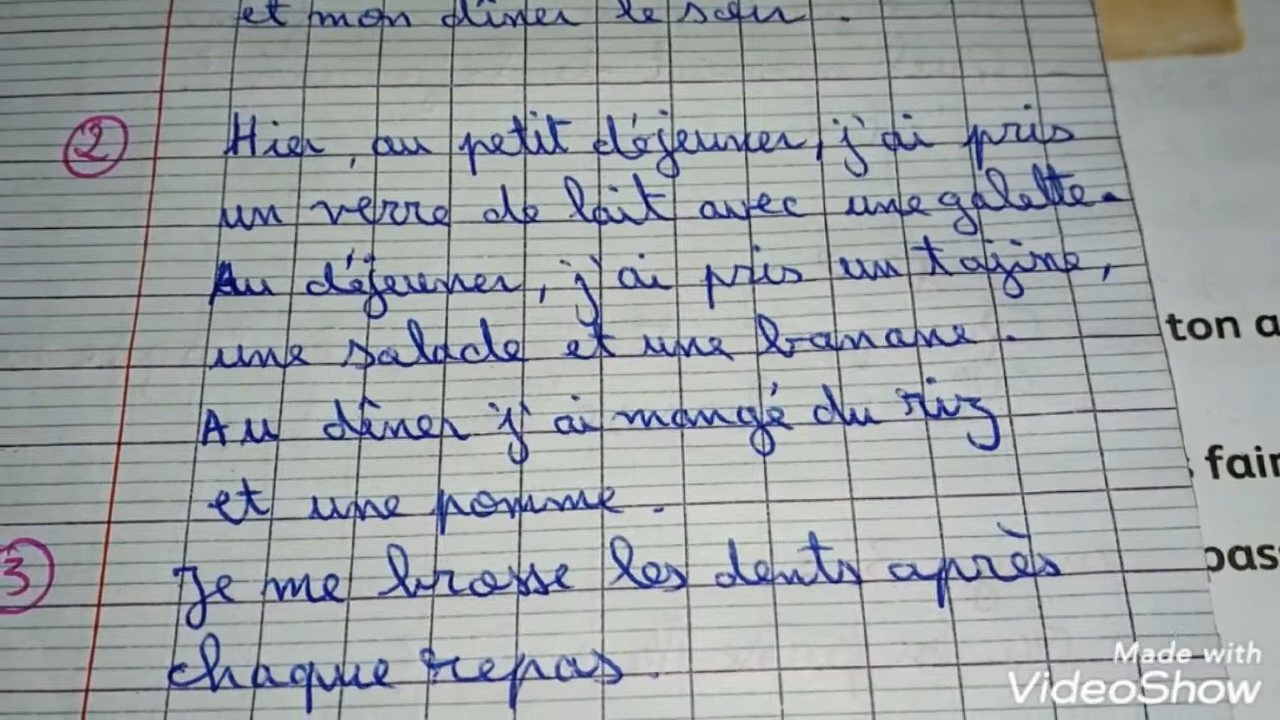 et mon dîner le soir.
2
Hier, au petit déjeuner, j'ai pris
un verre de lait avec une galette.
Au déjeuner, j'ai pris un tajine,
une salade et une banane.
Au dîner j'ai mangé du riz
et une pomme.
3
Je me brosse les dents après
chaque repas.
ton a
fair
pas
Made with
VideoShow